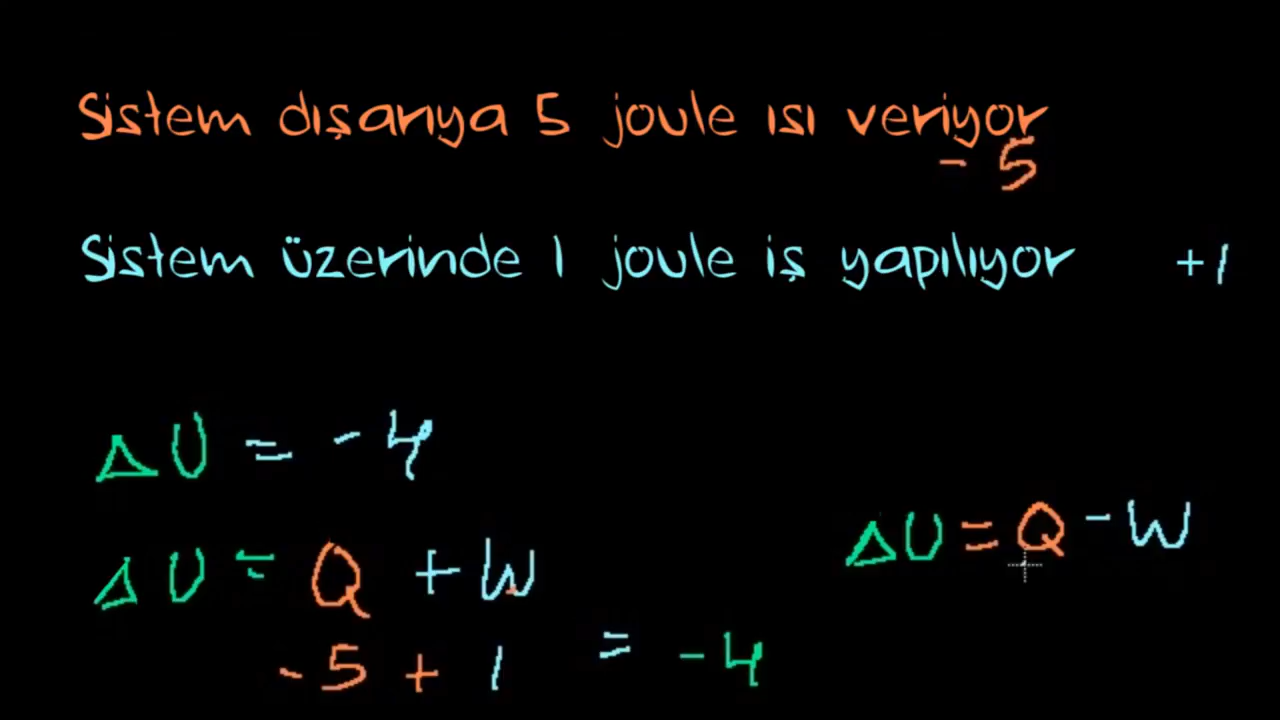 Sistem dışarıya 5 joule ısı veriyor
- 5
Sistem üzerinde 1 joule iş yapılıyor +1
ΔU = -4
ΔU = Q + W
-5 + 1 = -4
ΔU = Q - W